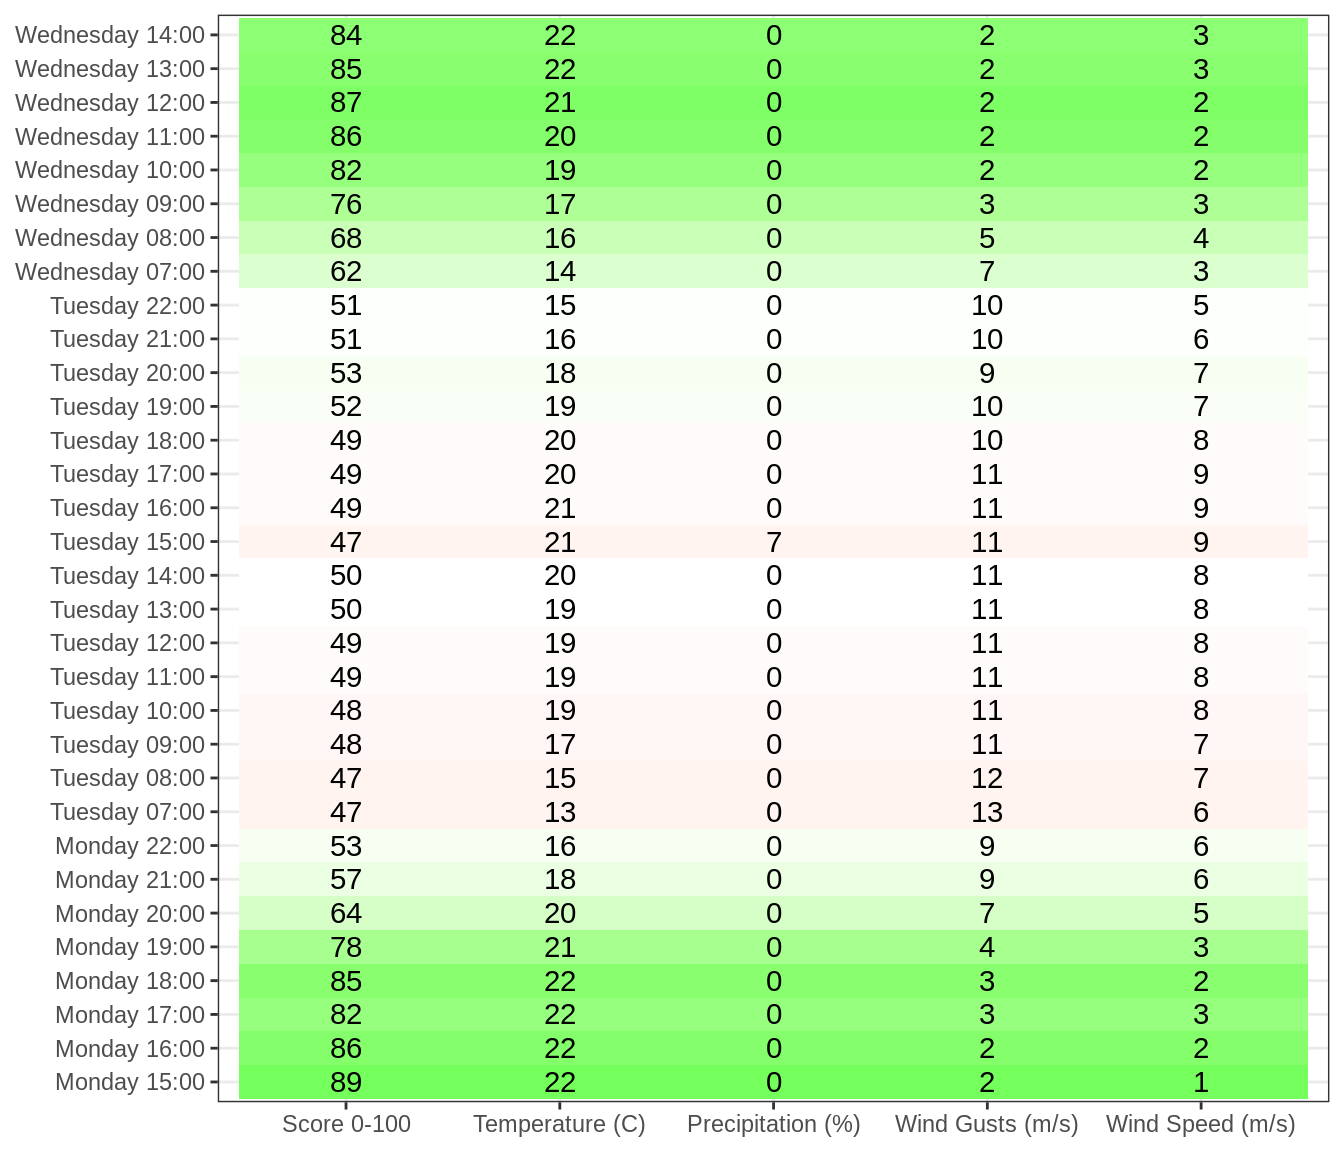 Wednesday 14:00 84 22 0 2 3
Wednesday 13:00 85 22 0 2 3
Wednesday 12:00 87 21 0 2 2
Wednesday 11:00 86 20 0 2 2
Wednesday 10:00 82 19 0 2 2
Wednesday 09:00 76 17 0 3 3
Wednesday 08:00 68 16 0 5 4
Wednesday 07:00 62 14 0 7 3
Tuesday 22:00 51 15 0 10 5
Tuesday 21:00 51 16 0 10 6
Tuesday 20:00 53 18 0 9 7
Tuesday 19:00 52 19 0 10 7
Tuesday 18:00 49 20 0 10 8
Tuesday 17:00 49 20 0 11 9
Tuesday 16:00 49 21 0 11 9
Tuesday 15:00 47 21 7 11 9
Tuesday 14:00 50 20 0 11 8
Tuesday 13:00 50 19 0 11 8
Tuesday 12:00 49 19 0 11 8
Tuesday 11:00 49 19 0 11 8
Tuesday 10:00 48 19 0 11 8
Tuesday 09:00 48 17 0 11 7
Tuesday 08:00 47 15 0 12 7
Tuesday 07:00 47 13 0 13 6
Monday 22:00 53 16 0 9 6
Monday 21:00 57 18 0 9 6
Monday 20:00 64 20 0 7 5
Monday 19:00 78 21 0 4 3
Monday 18:00 85 22 0 3 2
Monday 17:00 82 22 0 3 3
Monday 16:00 86 22 0 2 2
Monday 15:00 89 22 0 2 1
Score 0-100 Temperature (C) Precipitation (%) Wind Gusts (m/s) Wind Speed (m/s)